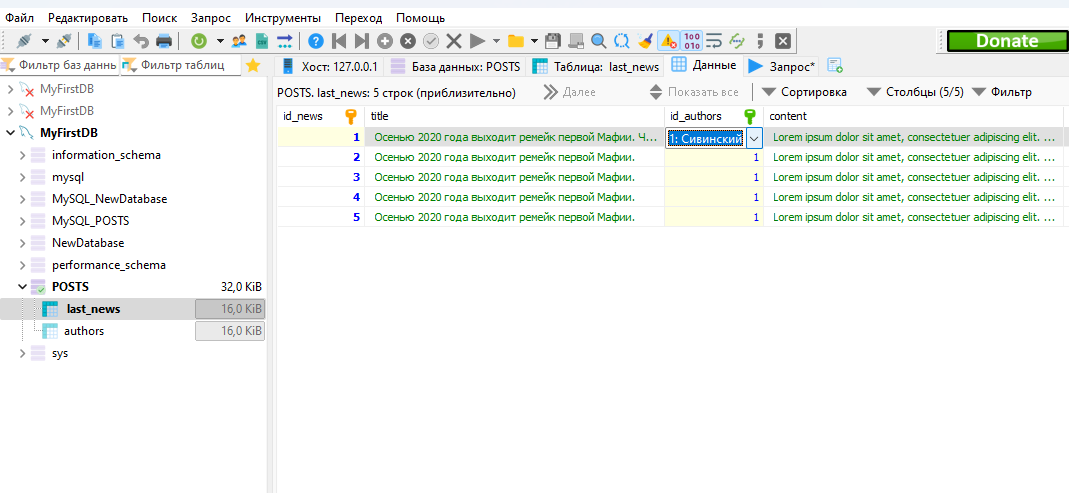 Файл Редактировать Поиск Запрос Инструменты Переход Помощь
Donate
Фильтр баз даннь Фильтр таблиц
Хост: 127.0.0.1 База данных: POSTS Таблица: last_news Данные Запрос*
MyFirstDB
MyFirstDB
MyFirstDB
information_schema
mysql
MySQL_NewDatabase
MySQL_POSTS
NewDatabase
performance_schema
POSTS 32,0 KiB
last_news 16,0 KiB
authors 16,0 KiB
sys
POSTS. last_news: 5 строк (приблизительно) Далее Показать все Сортировка Столбцы (5/5) Фильтр
id_news title id_authors content
1 Осенью 2020 года выходит ремейк первой Мафии. Ч... 1: Сивинский Lorem ipsum dolor sit amet, consectetuer adipiscing elit. ...
2 Осенью 2020 года выходит ремейк первой Мафии. 1 Lorem ipsum dolor sit amet, consectetuer adipiscing elit. ...
3 Осенью 2020 года выходит ремейк первой Мафии. 1 Lorem ipsum dolor sit amet, consectetuer adipiscing elit. ...
4 Осенью 2020 года выходит ремейк первой Мафии. 1 Lorem ipsum dolor sit amet, consectetuer adipiscing elit. ...
5 Осенью 2020 года выходит ремейк первой Мафии. 1 Lorem ipsum dolor sit amet, consectetuer adipiscing elit. ...